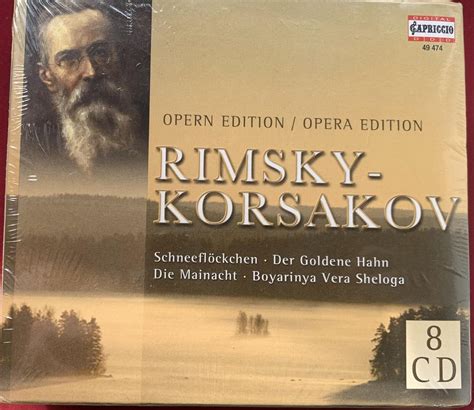 DIGITAL
CAPRICCIO
49 474
OPERN EDITION / OPERA EDITION
RIMSKY-
KORSAKOV
Schneeflöckchen · Der Goldene Hahn
Die Mainacht · Boyarinya Vera Sheloga
8
CD